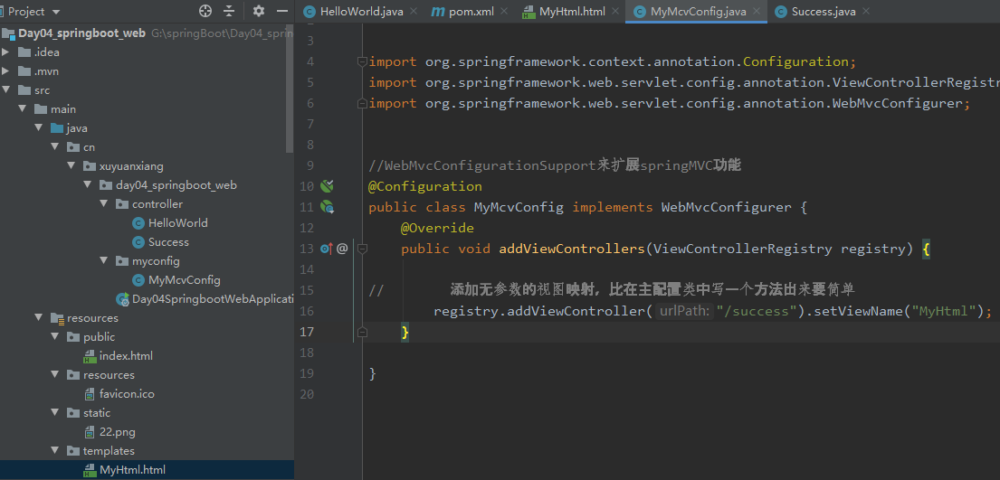 Project
HelloWorld.java
pom.xml
MyHtml.html
MyMcvConfig.java
Success.java
Day04_springboot_web G:\springBoot\Day04_sprin
.idea
.mvn
src
main
java
cn
xuyuanxiang
day04_springboot_web
controller
HelloWorld
Success
myconfig
MyMcvConfig
Day04SpringbootWebApplicati
resources
public
index.html
resources
favicon.ico
static
22.png
templates
MyHtml.html
3
4 import org.springframework.context.annotation.Configuration;
5 import org.springframework.web.servlet.config.annotation.ViewControllerRegistr
6 import org.springframework.web.servlet.config.annotation.WebMvcConfigurer;
7
8
9 //WebMvcConfigurationSupport来扩展springMVC功能
10 @Configuration
11 public class MyMcvConfig implements WebMvcConfigurer {
12 @Override
13 @ public void addViewControllers(ViewControllerRegistry registry) {
14
15 // 添加无参数的视图映射，比在主配置类中写一个方法出来要简单
16 registry.addViewController( urlPath: "/success").setViewName("MyHtml");
17 }
18
19 }
20